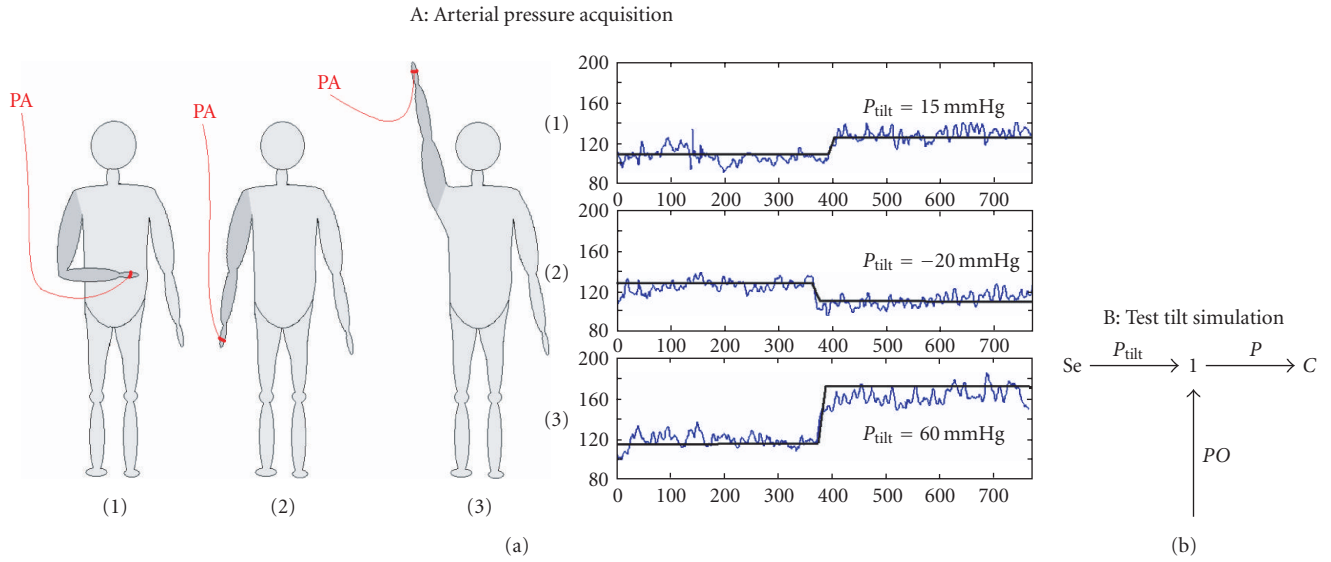 A: Arterial pressure acquisition
PA
PA
PA
(1)
(2)
(3)
(1)
200
160
120
80
P_tilt = 15 mmHg
0 100 200 300 400 500 600 700
(2)
200
160
120
80
P_tilt = −20 mmHg
0 100 200 300 400 500 600 700
(3)
200
160
120
80
P_tilt = 60 mmHg
0 100 200 300 400 500 600 700
(a)
B: Test tilt simulation
Se P_tilt 1 P C
PO
(b)